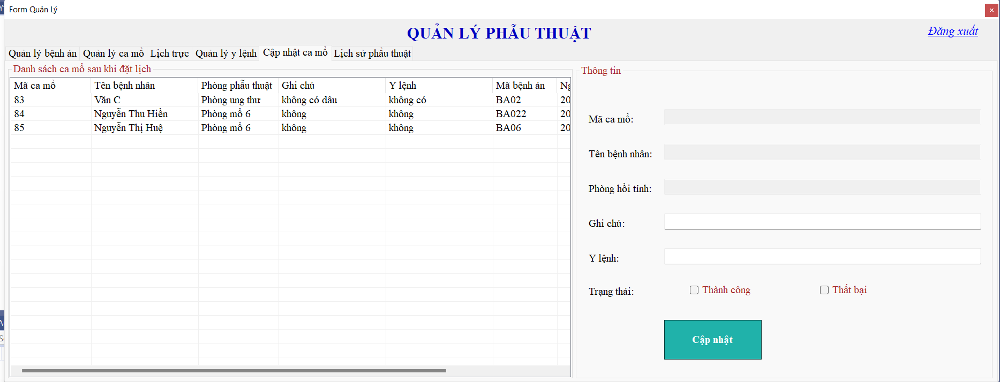 Form Quản Lý
QUẢN LÝ PHẪU THUẬT
Đăng xuất
Quản lý bệnh án Quản lý ca mổ Lịch trực Quản lý y lệnh Cập nhật ca mổ Lịch sử phẩu thuật
Danh sách ca mổ sau khi đặt lịch
Mã ca mổ Tên bệnh nhân Phòng phẫu thuật Ghi chú Y lệnh Mã bệnh án
83 Văn C Phòng ung thư không có dâu không có BA02 20
84 Nguyễn Thu Hiền Phòng mổ 6 không không BA022 20
85 Nguyễn Thị Huệ Phòng mổ 6 không không BA06 20
Thông tin
Mã ca mổ:
Tên bệnh nhân:
Phòng hồi tỉnh:
Ghi chú:
Y lệnh:
Trạng thái: Thành công Thất bại
Cập nhật